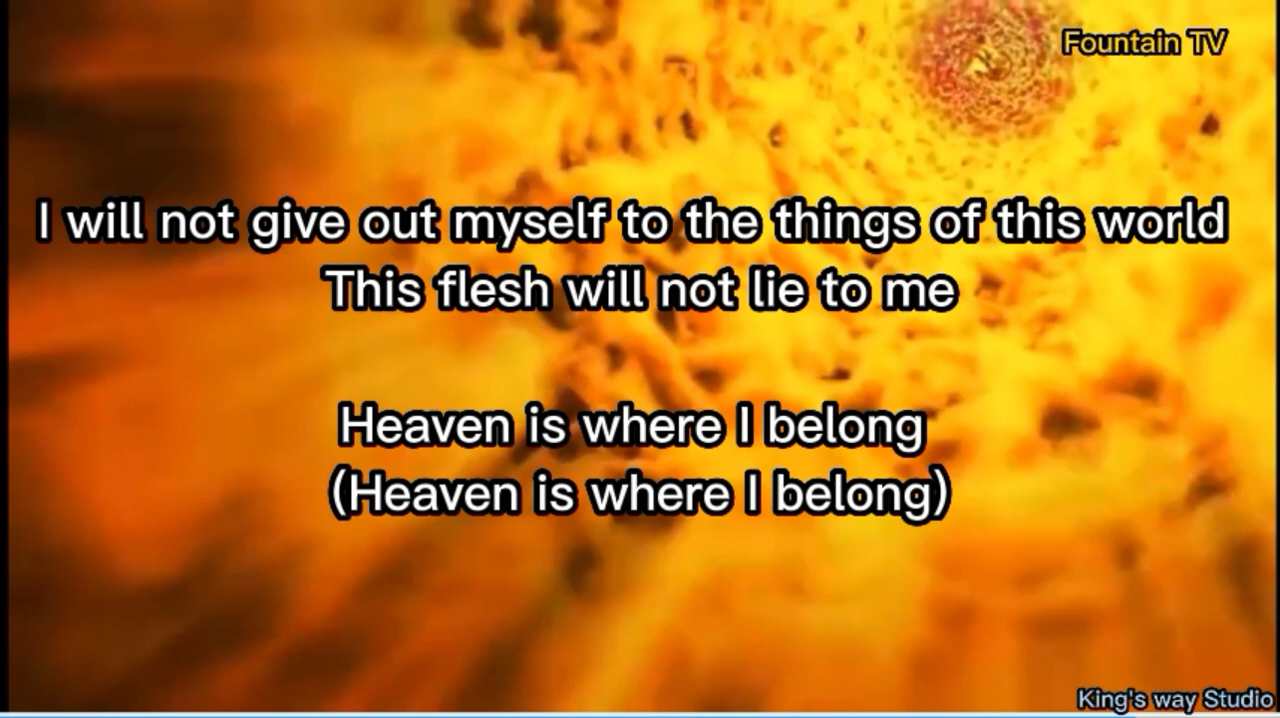 Fountain TV
I will not give out myself to the things of this world
This flesh will not lie to me
Heaven is where I belong
(Heaven is where I belong)
King's way Studio